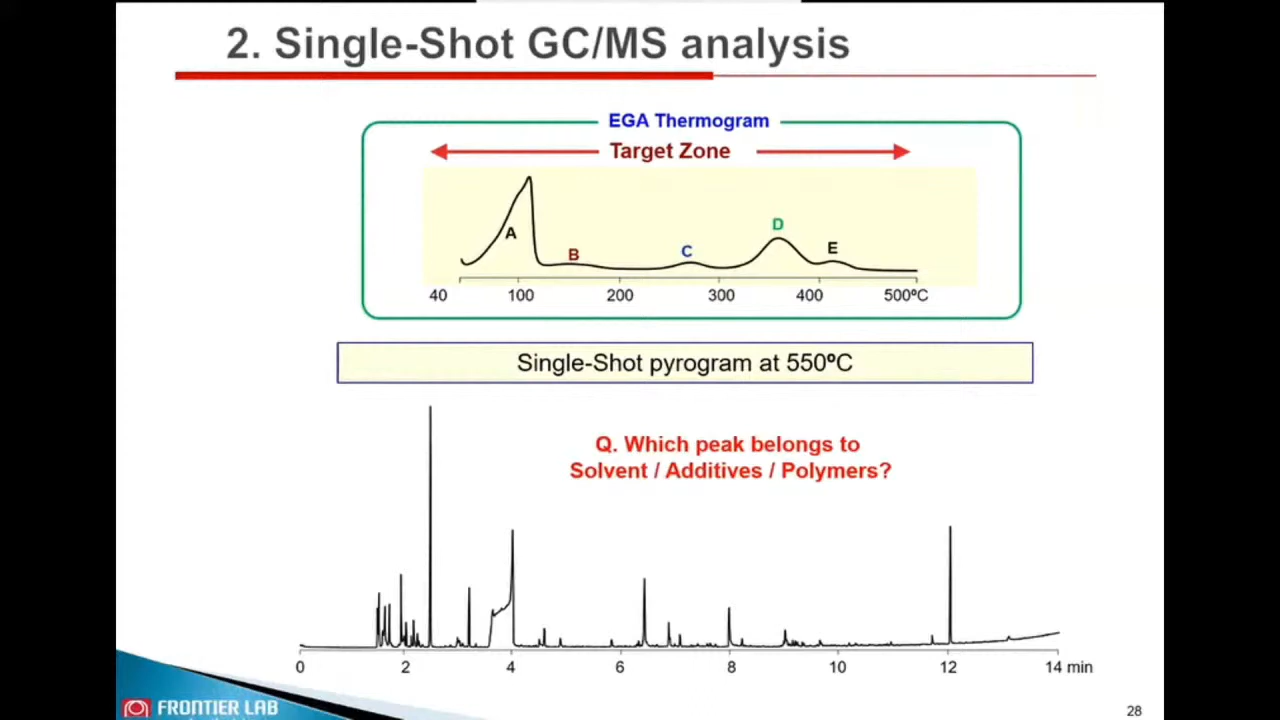 2. Single-Shot GC/MS analysis
EGA Thermogram
Target Zone
A
B
C
D
E
40 100 200 300 400 500ºC
Single-Shot pyrogram at 550ºC
Q. Which peak belongs to
Solvent / Additives / Polymers?
0 2 4 6 8 10 12 14 min
FRONTIER LAB
28